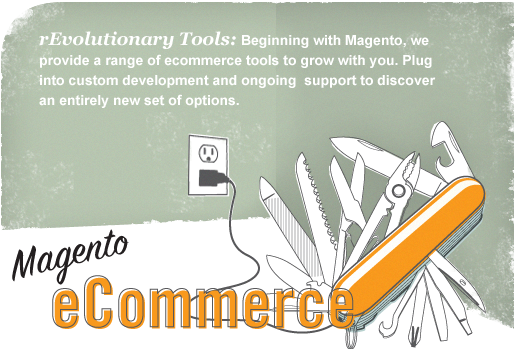 rEvolutionary Tools: Beginning with Magento, we
provide a range of ecommerce tools to grow with you. Plug
into custom development and ongoing support to discover
an entirely new set of options.
Magento
eCommerce